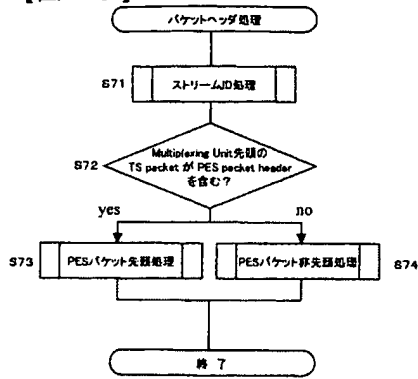 パケットヘッダ処理
S71
ストリームID処理
S72
Multiplexing Unit先頭の
TS packet が PES packet header
を含む?
yes
no
S73
PESパケット先頭処理
PESパケット非先頭処理
S74
終 了